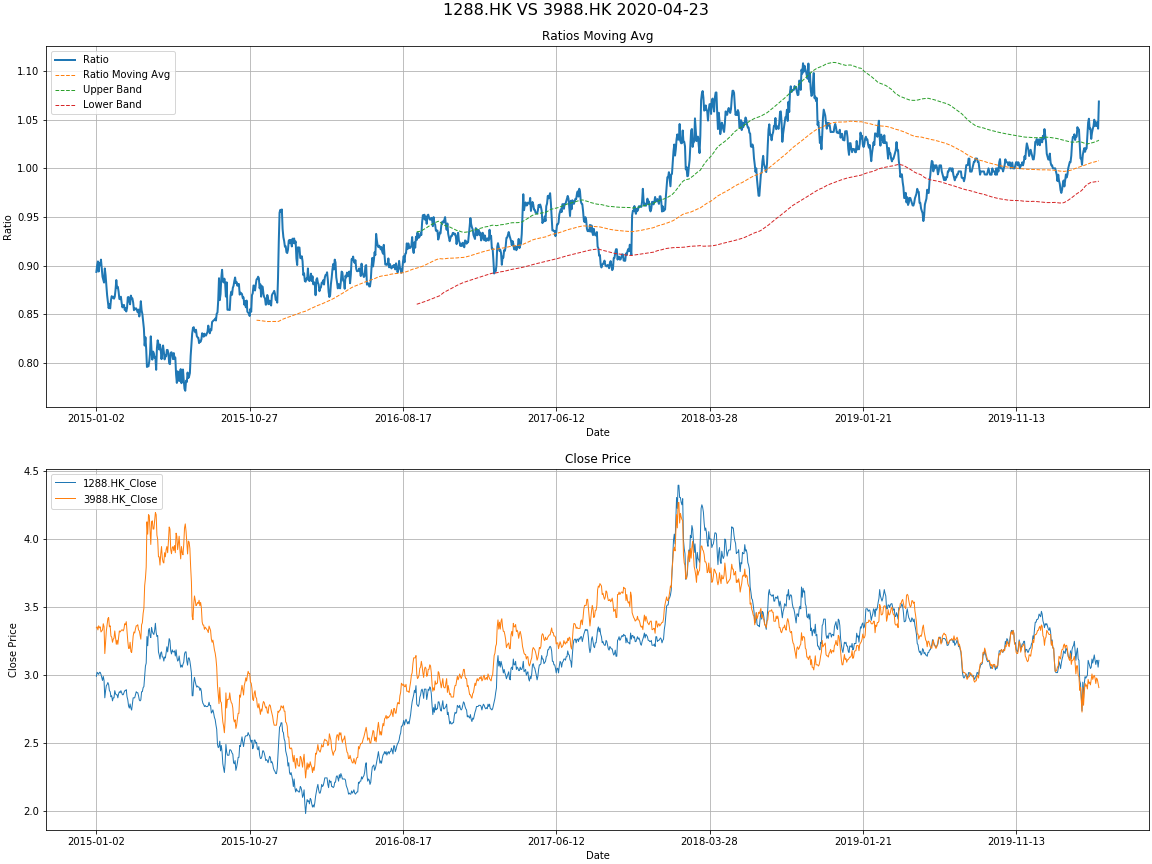 1288.HK VS 3988.HK 2020-04-23
Ratios Moving Avg
Ratio
Ratio Moving Avg
Upper Band
Lower Band
Ratio
1.10
1.05
1.00
0.95
0.90
0.85
0.80
2015-01-02 2015-10-27 2016-08-17 2017-06-12 2018-03-28 2019-01-21 2019-11-13
Date
Close Price
1288.HK_Close
3988.HK_Close
Close Price
4.5
4.0
3.5
3.0
2.5
2.0
2015-01-02 2015-10-27 2016-08-17 2017-06-12 2018-03-28 2019-01-21 2019-11-13
Date